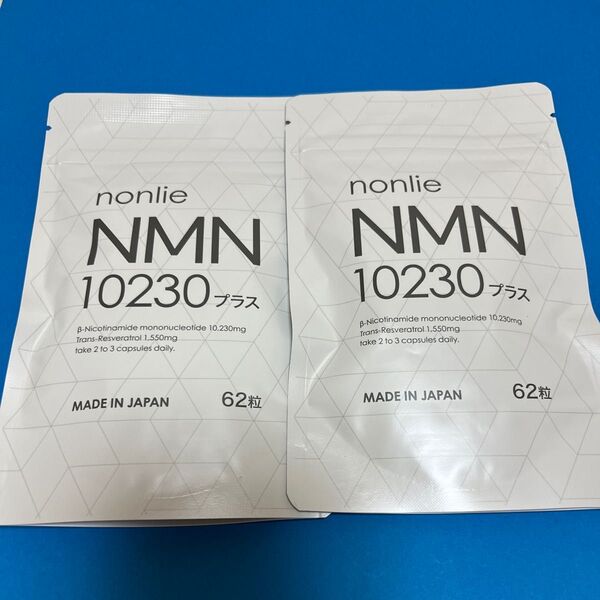 nonlie
NMN
10230プラス
β-Nicotinamide mononucleotide 10,230mg
Trans-Resveratrol 1,550mg
take 2 to 3 capsules daily.
MADE IN JAPAN 62粒
nonlie
NMN
10230プラス
β-Nicotinamide mononucleotide 10,230mg
Trans-Resveratrol 1,550mg
take 2 to 3 capsules daily.
MADE IN JAPAN 62粒